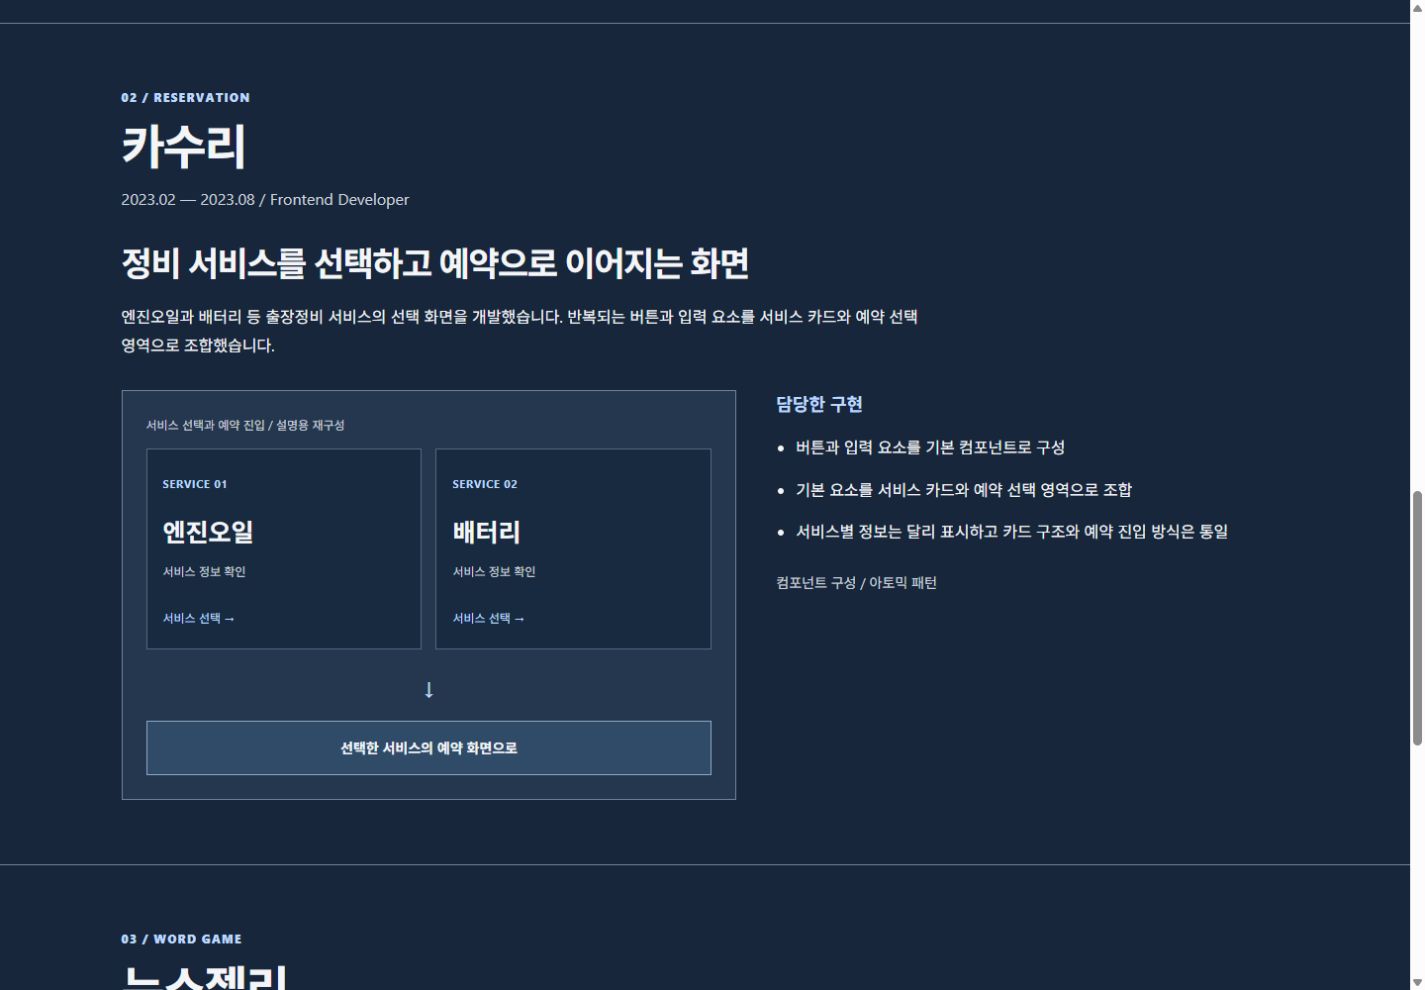 02 / RESERVATION
카수리
2023.02 — 2023.08 / Frontend Developer
정비 서비스를 선택하고 예약으로 이어지는 화면
엔진오일과 배터리 등 출장정비 서비스의 선택 화면을 개발했습니다. 반복되는 버튼과 입력 요소를 서비스 카드와 예약 선택
영역으로 조합했습니다.
서비스 선택과 예약 진입 / 설명용 재구성
SERVICE 01
엔진오일
서비스 정보 확인
서비스 선택 →
SERVICE 02
배터리
서비스 정보 확인
서비스 선택 →
↓
선택한 서비스의 예약 화면으로
담당한 구현
• 버튼과 입력 요소를 기본 컴포넌트로 구성
• 기본 요소를 서비스 카드와 예약 선택 영역으로 조합
• 서비스별 정보는 달리 표시하고 카드 구조와 예약 진입 방식은 통일
컴포넌트 구성 / 아토믹 패턴
03 / WORD GAME
뉴스젤리